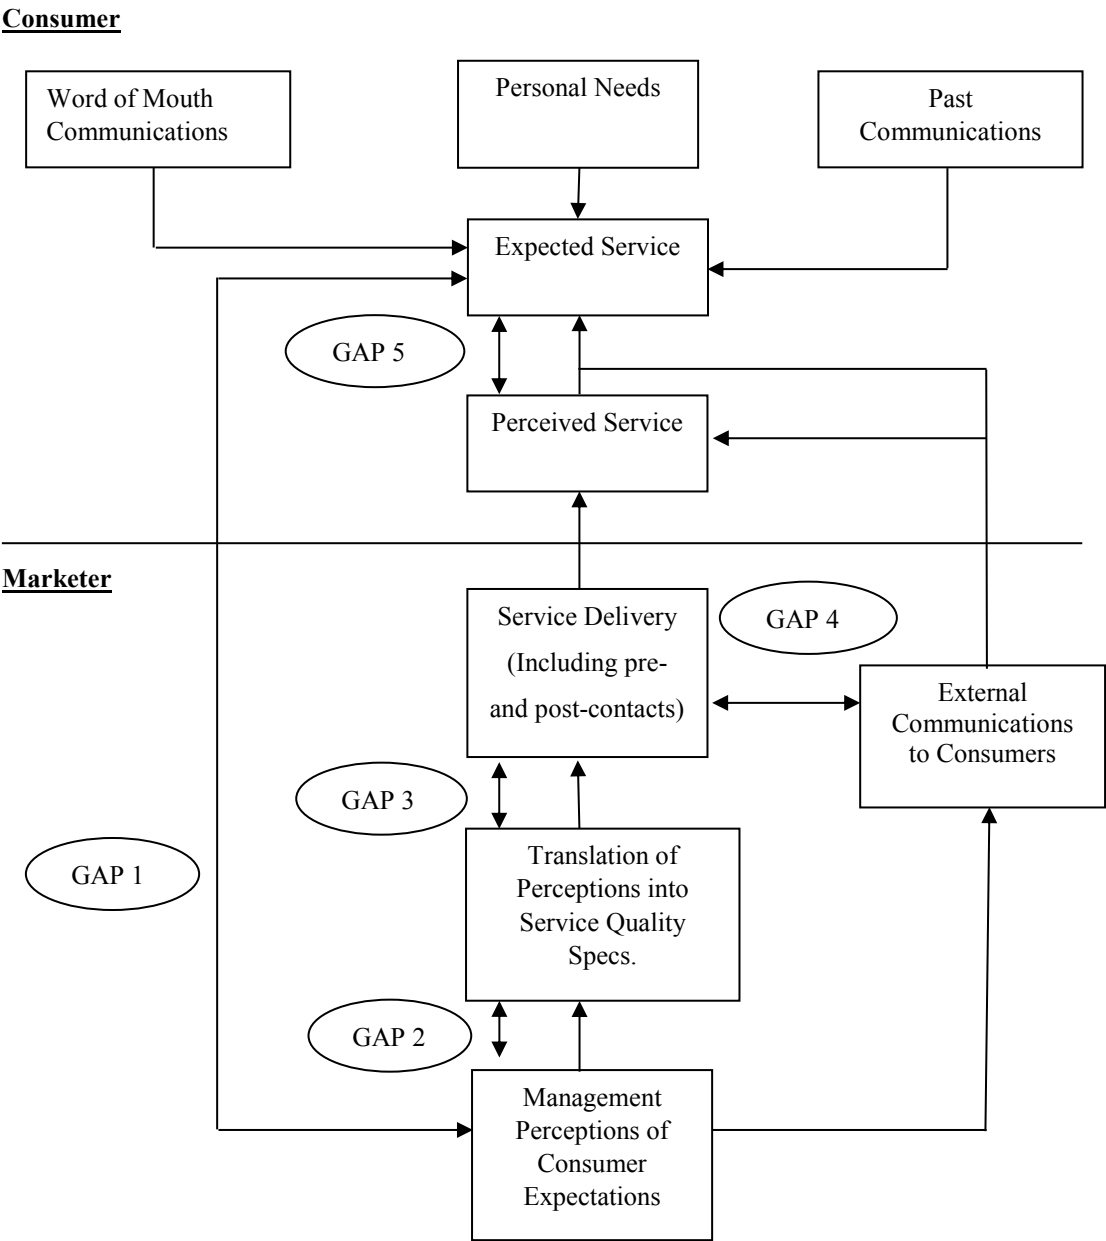 Consumer
Word of Mouth
Communications
Personal Needs
Past
Communications
Expected Service
GAP 5
Perceived Service
Marketer
Service Delivery
(Including pre-
and post-contacts)
GAP 4
External
Communications
to Consumers
GAP 3
Translation of
Perceptions into
Service Quality
Specs.
GAP 1
GAP 2
Management
Perceptions of
Consumer
Expectations